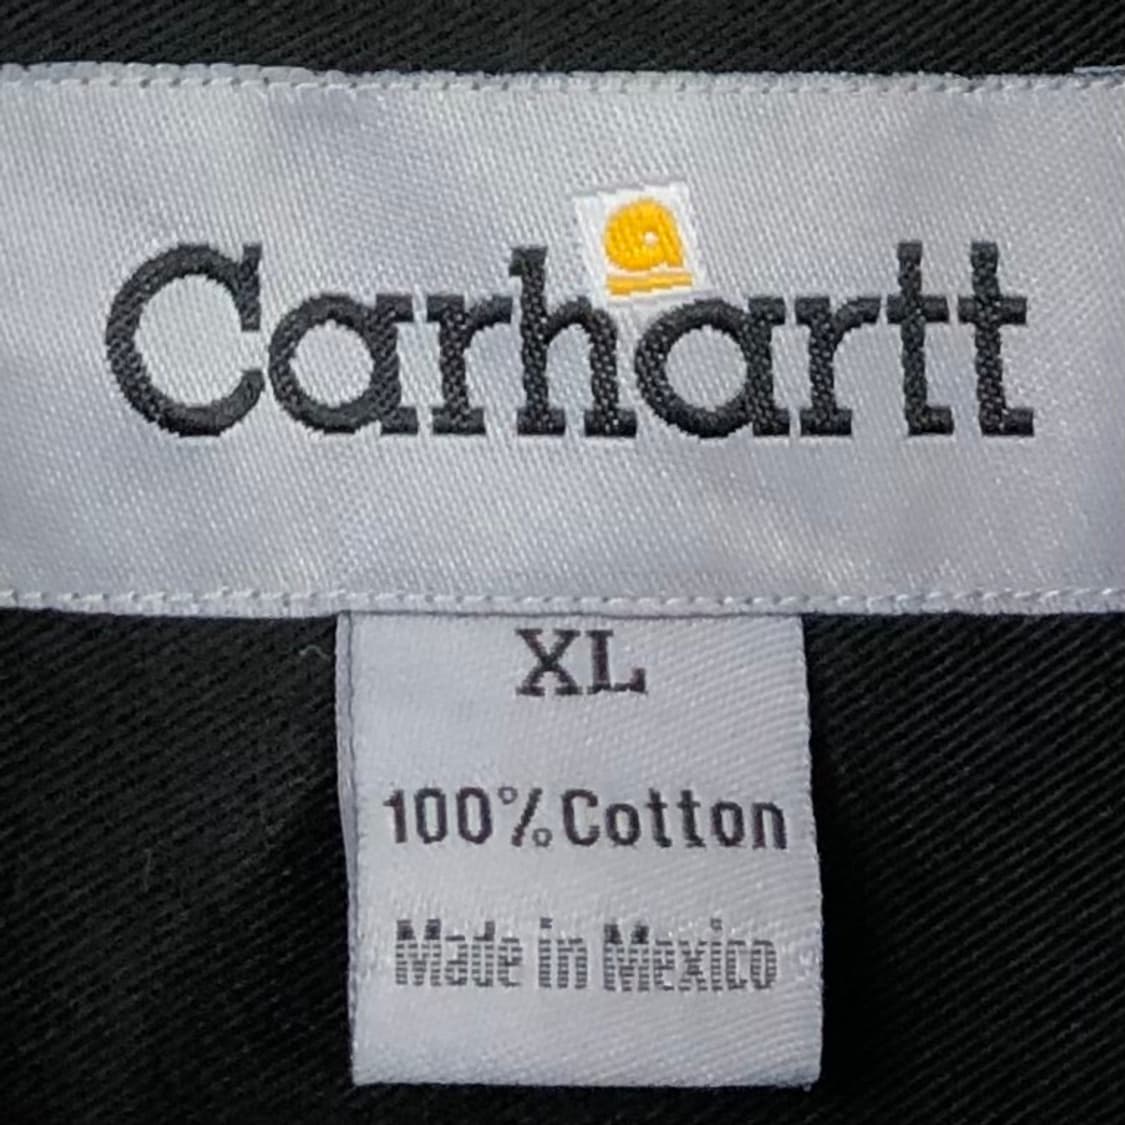 Carhartt
XL
100% Cotton
Made in Mexico